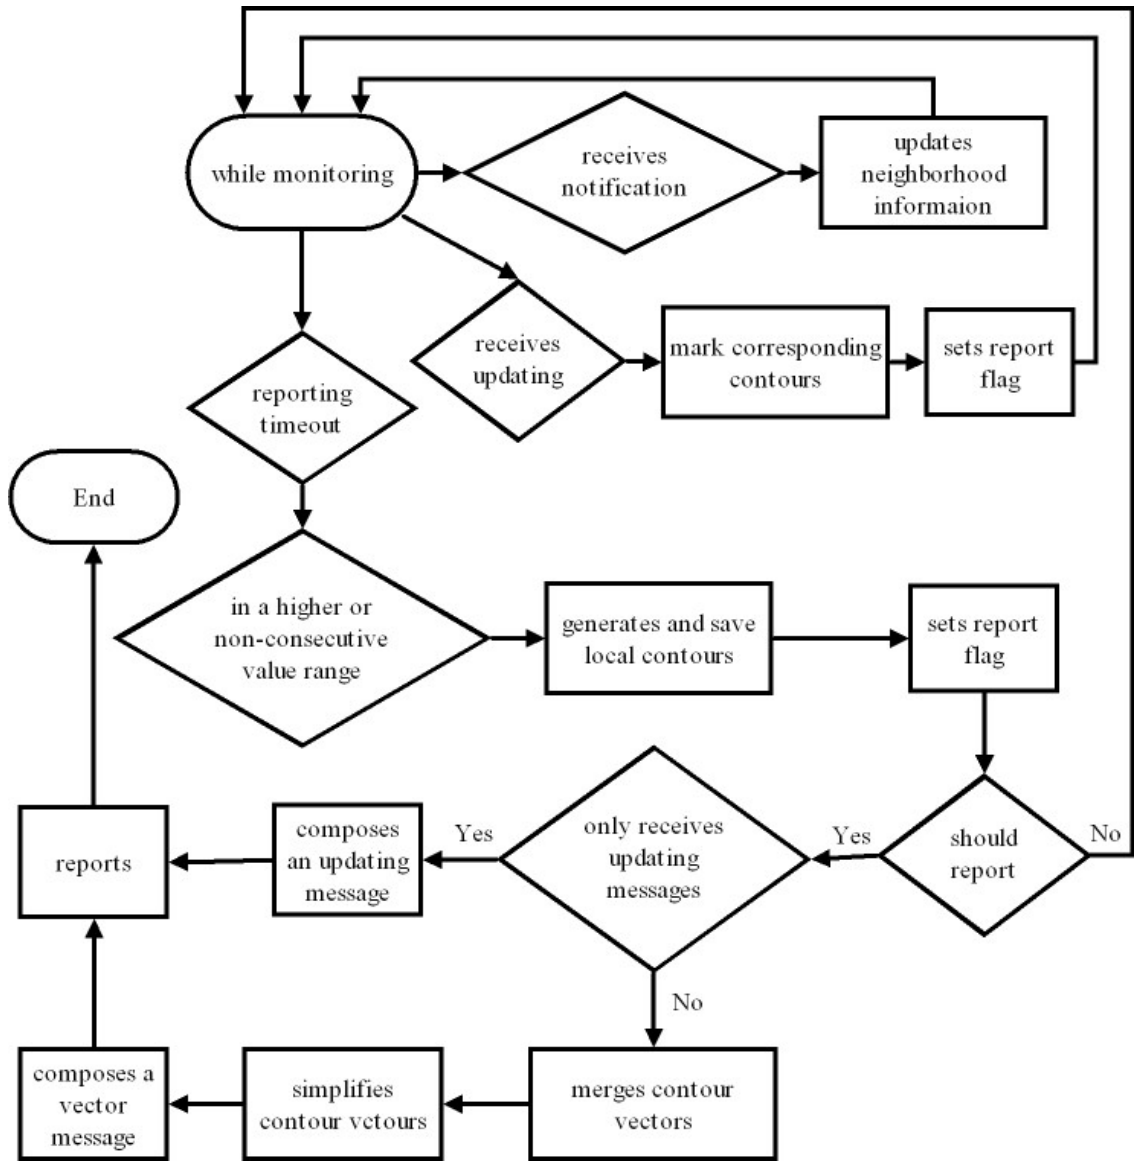 while monitoring
receives
notification
updates
neighborhood
informaion
receives
updating
mark corresponding
contours
sets report
flag
reporting
timeout
End
in a higher or
non-consecutive
value range
generates and save
local contours
sets report
flag
should
report
No
Yes
only receives
updating
messages
Yes
composes
an updating
message
reports
No
merges contour
vectors
simplifies
contour vctours
composes a
vector
message